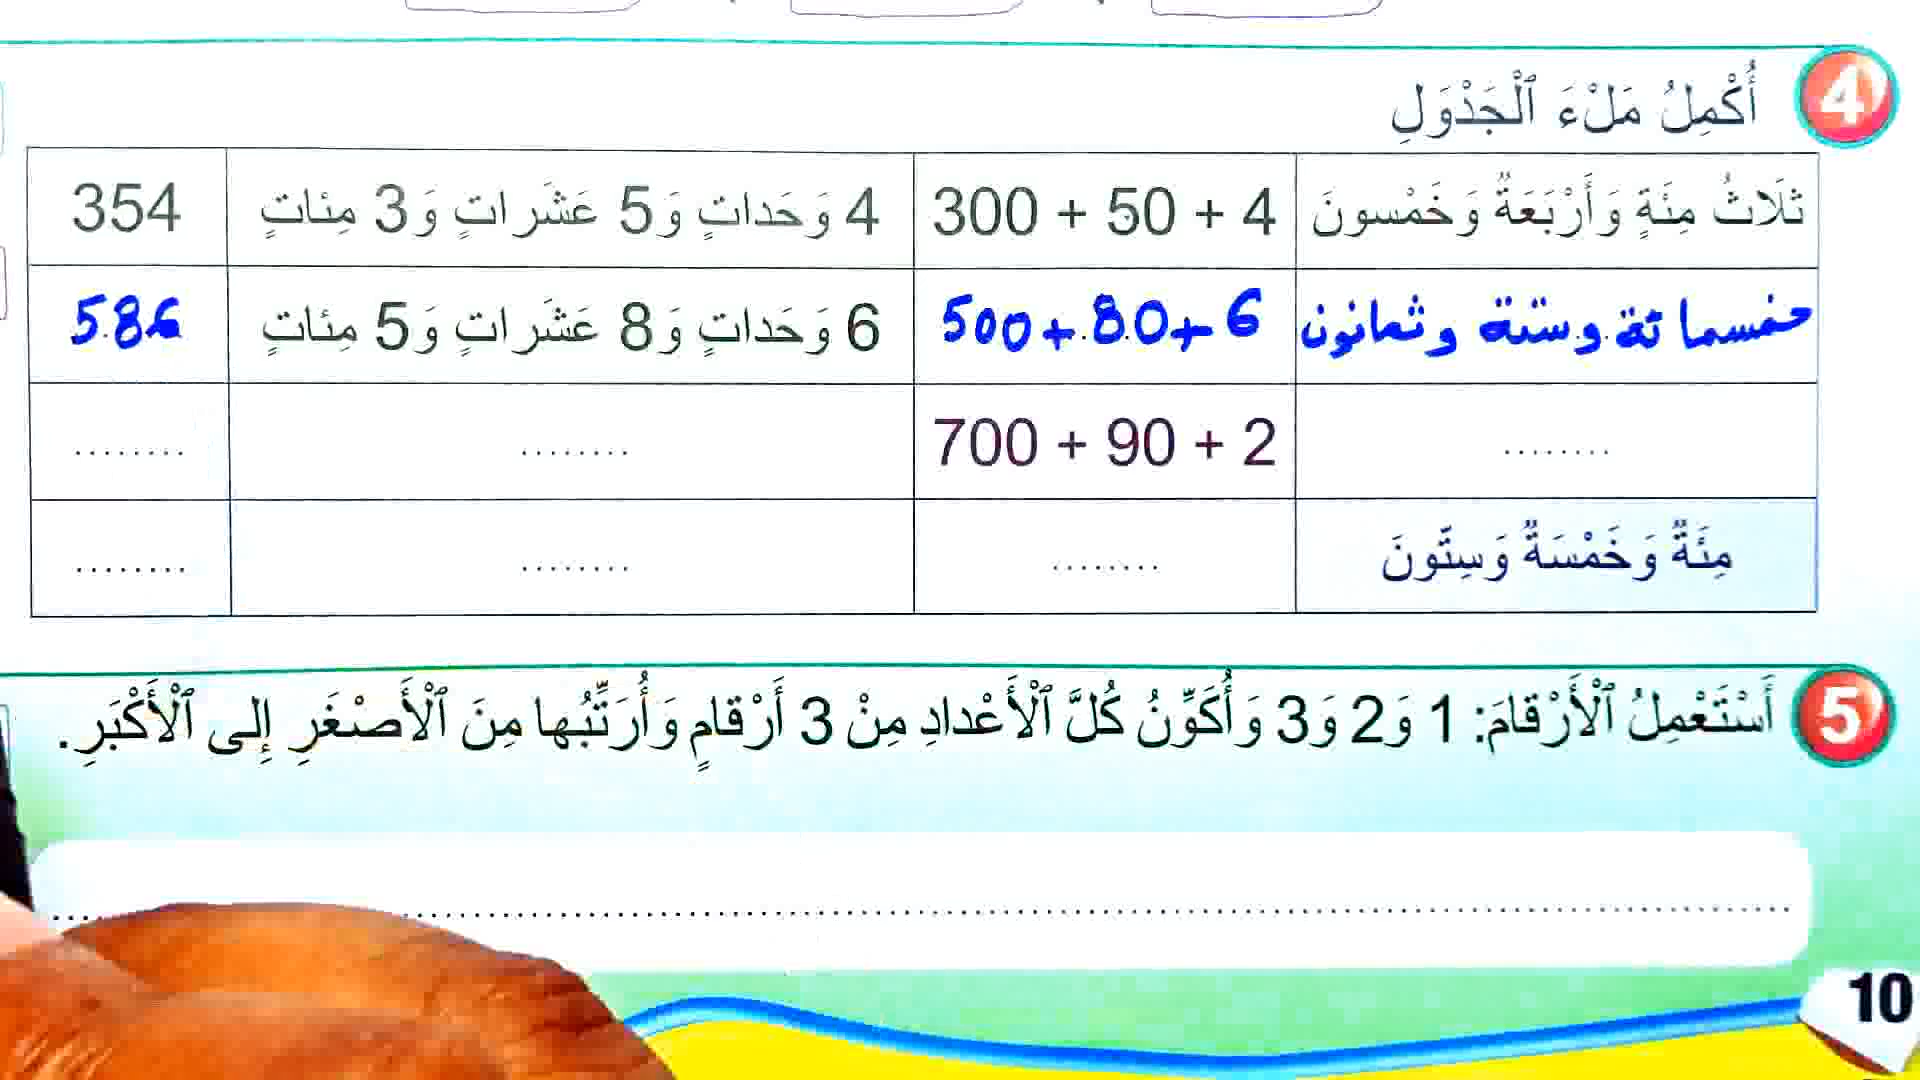 4 أُكْمِلُ مَلْءَ ٱلْجَدْوَلِ
ثَلَاثُ مِئَةٍ وَأَرْبَعَةٌ وَخَمْسونَ 300 + 50 + 4 4 وَحَداتٍ وَ5 عَشَراتٍ وَ3 مِئاتٍ 354
خمسمائة وستة وثمانون 500+80+6 6 وَحَداتٍ وَ8 عَشَراتٍ وَ5 مِئاتٍ 586
........ 700 + 90 + 2 ........ ........
مِئَةٌ وَخَمْسَةٌ وَسِتّونَ ........ ........ ........
5 أَسْتَعْمِلُ ٱلْأَرْقامَ: 1 وَ2 وَ3 وَأُكَوِّنُ كُلَّ ٱلْأَعْدادِ مِنْ 3 أَرْقامٍ وَأُرَتِّبُها مِنَ ٱلْأَصْغَرِ إِلى ٱلْأَكْبَرِ.
10